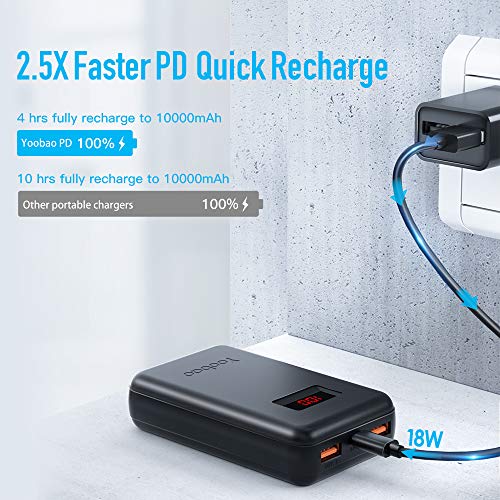 2.5X Faster PD Quick Recharge
4 hrs fully recharge to 10000mAh
Yoobao PD 100%
10 hrs fully recharge to 10000mAh
Other portable chargers 100%
Yoobao
18W